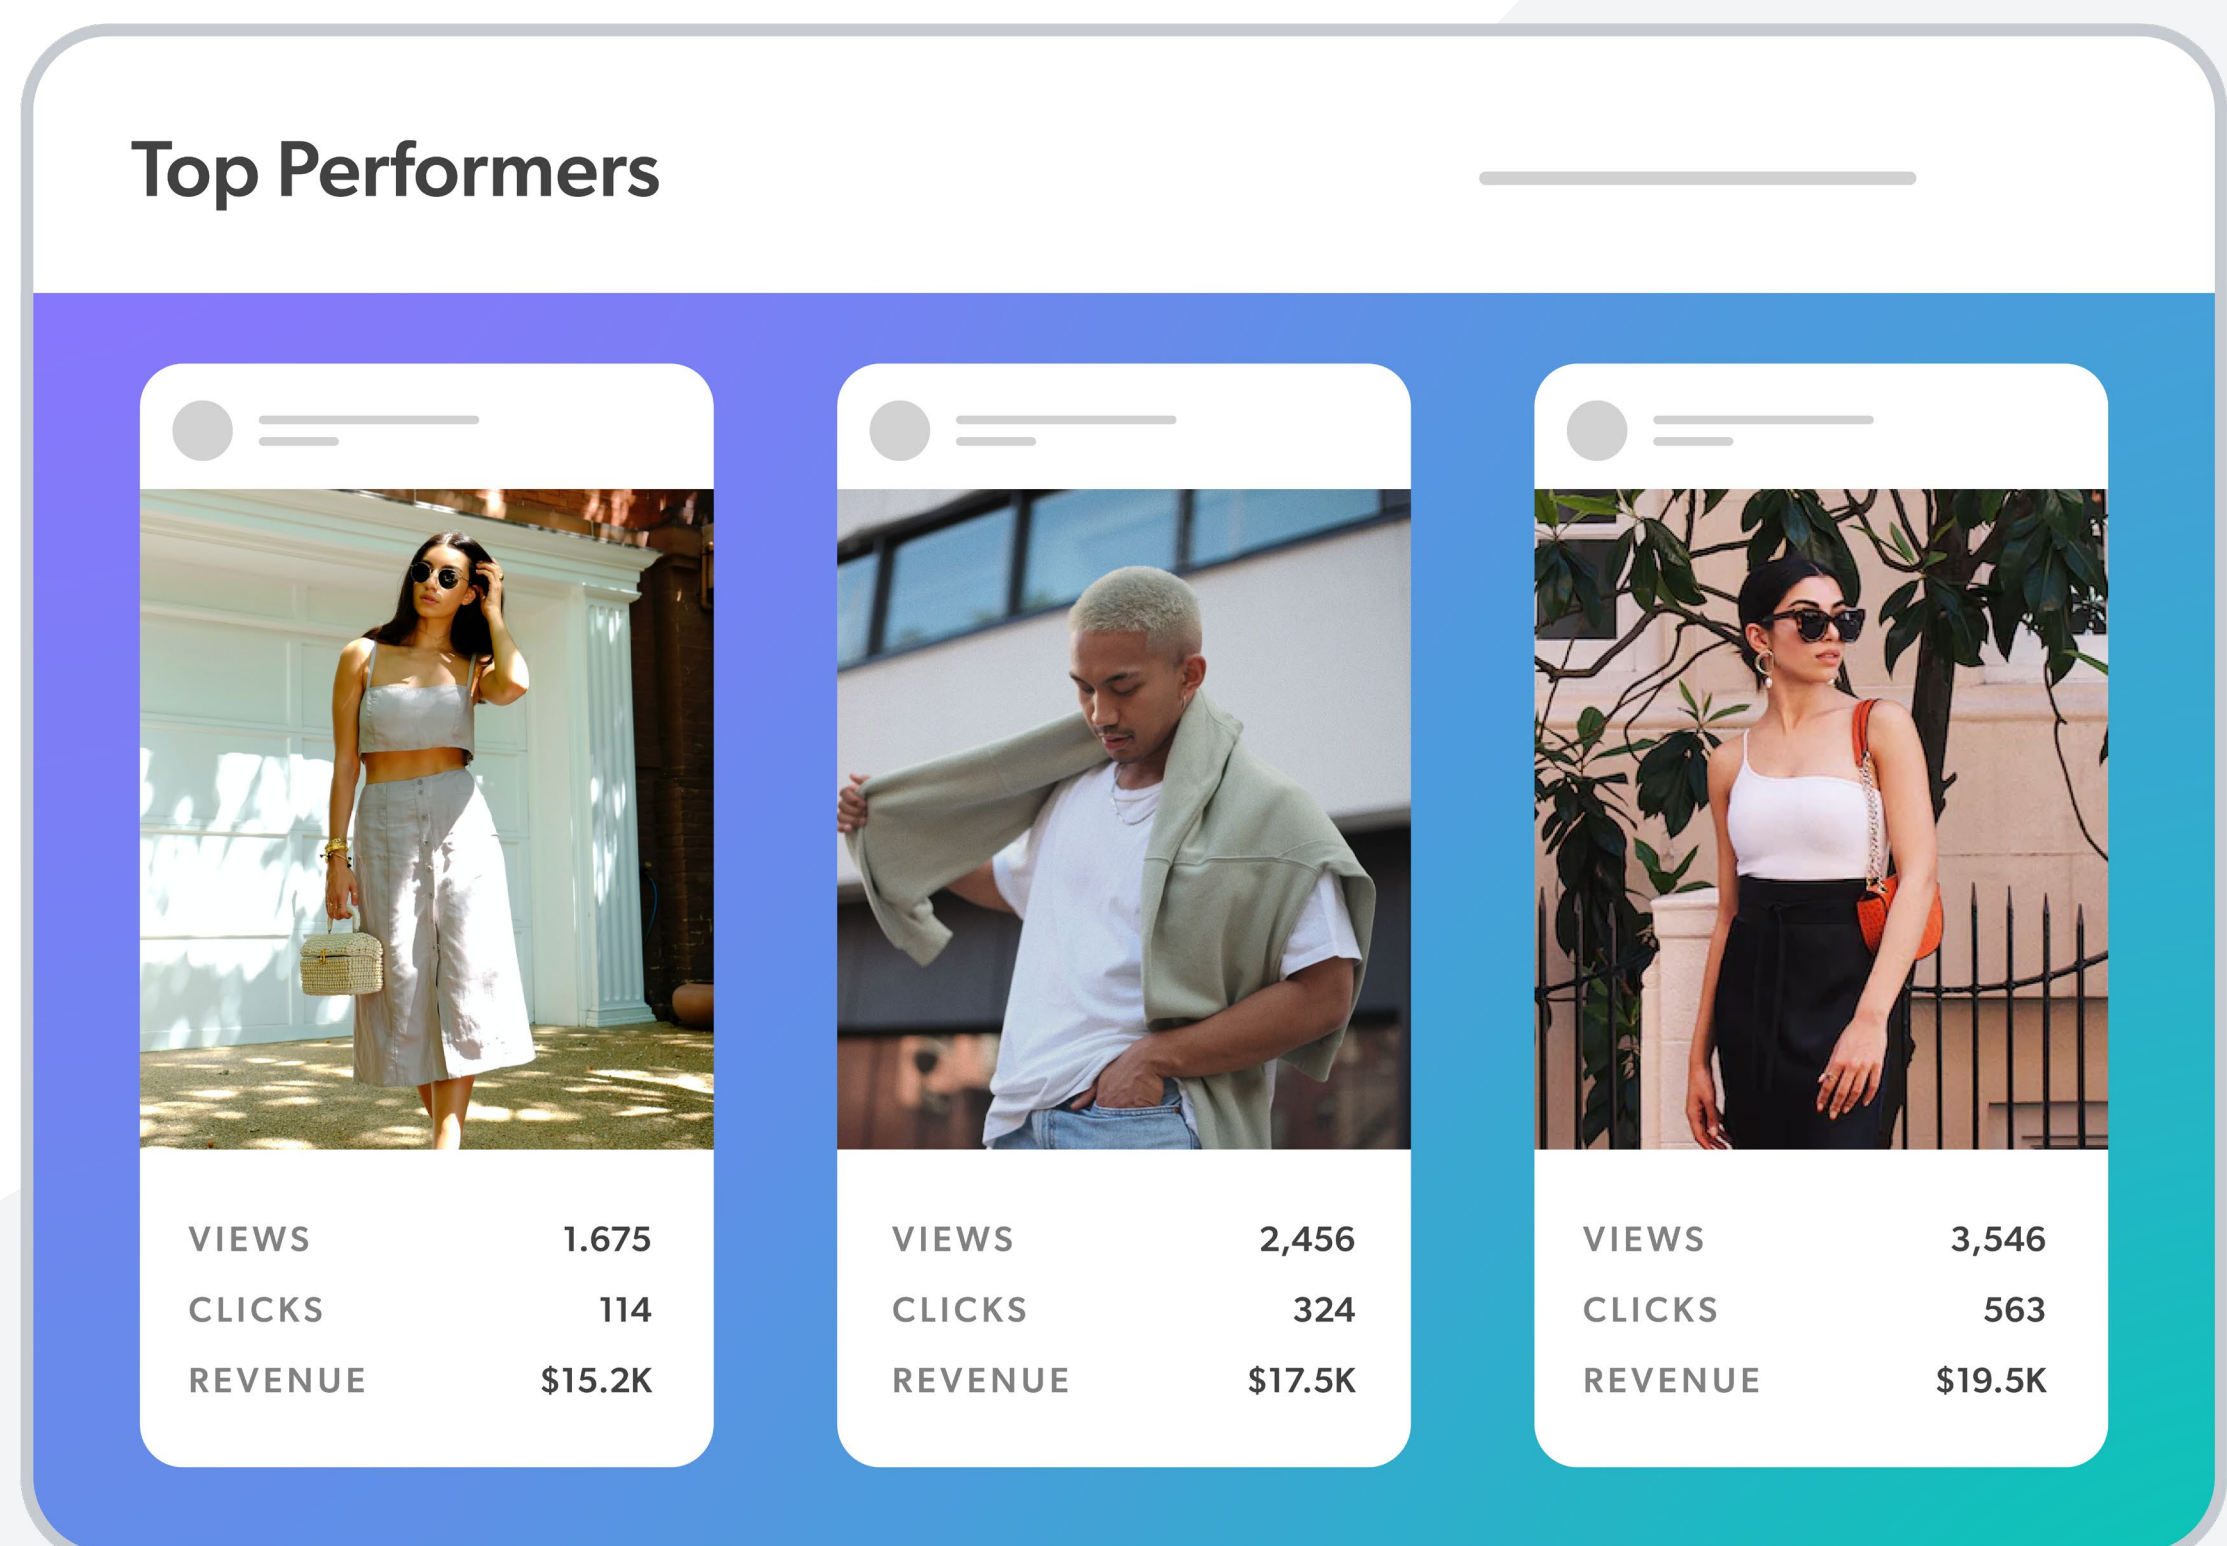 Top Performers
VIEWS 1.675
CLICKS 114
REVENUE $15.2K
VIEWS 2,456
CLICKS 324
REVENUE $17.5K
VIEWS 3,546
CLICKS 563
REVENUE $19.5K